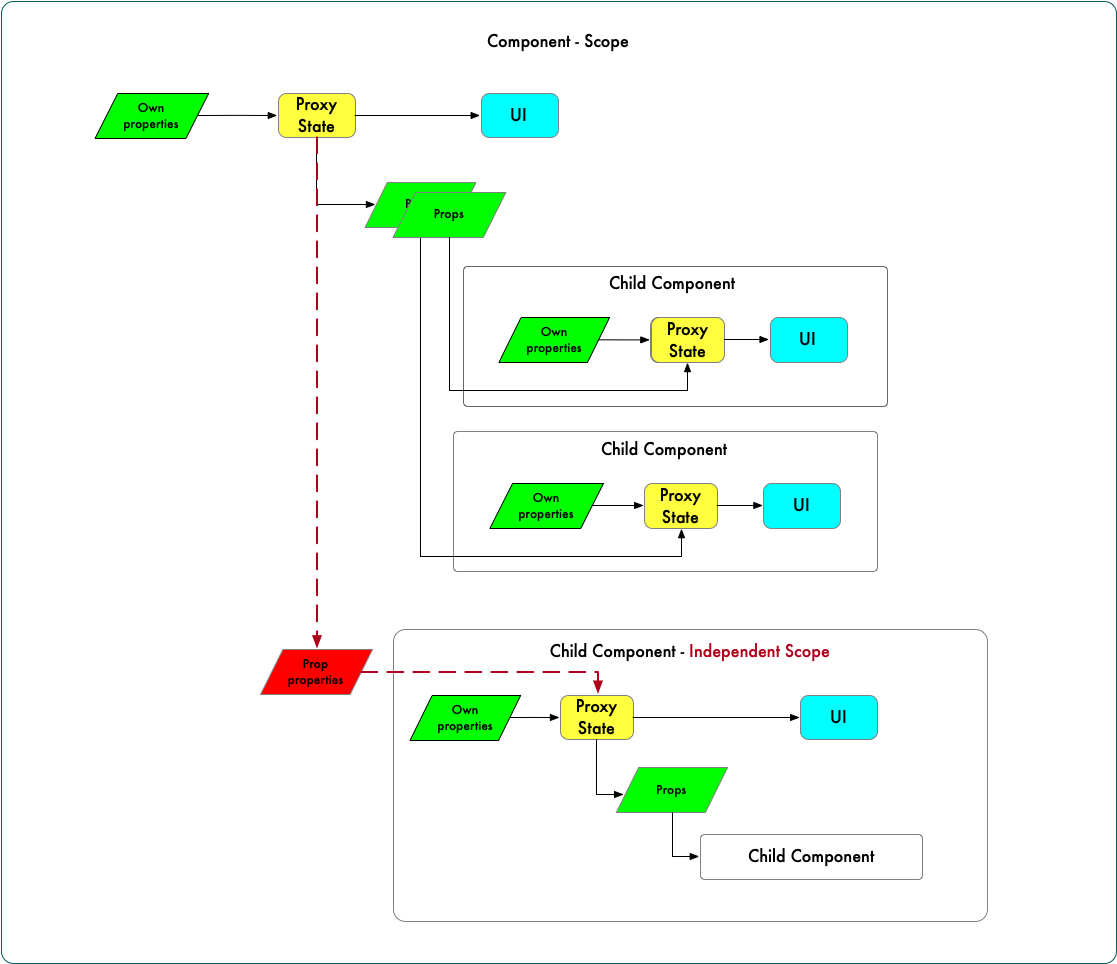 Component - Scope
Own
properties
Proxy
State
UI
Props
Child Component
Own
properties
Proxy
State
UI
Child Component
Own
properties
Proxy
State
UI
Prop
properties
Child Component - Independent Scope
Own
properties
Proxy
State
UI
Props
Child Component